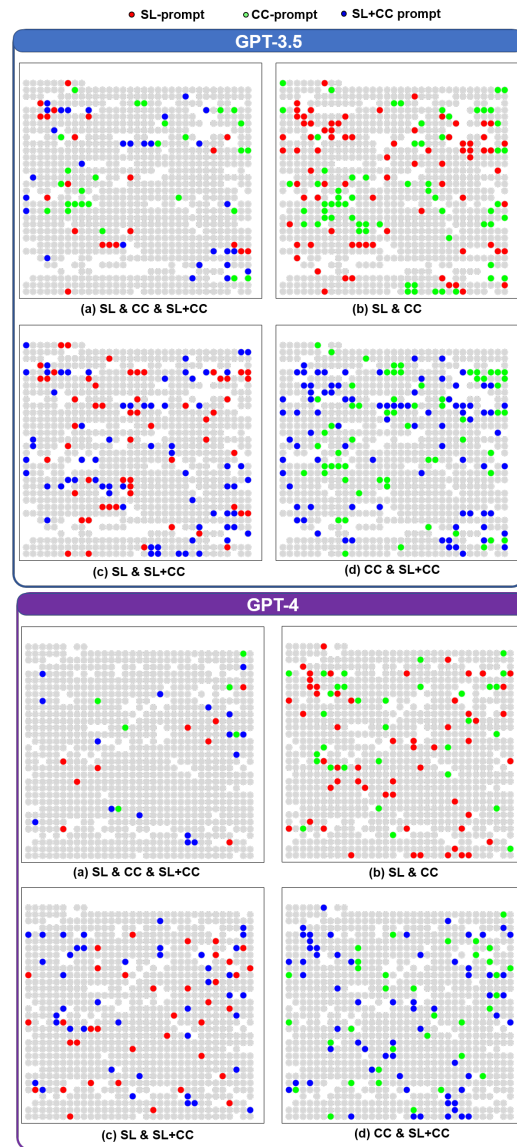 SL-prompt CC-prompt SL+CC prompt
GPT-3.5
(a) SL & CC & SL+CC (b) SL & CC
(c) SL & SL+CC (d) CC & SL+CC
GPT-4
(a) SL & CC & SL+CC (b) SL & CC
(c) SL & SL+CC (d) CC & SL+CC